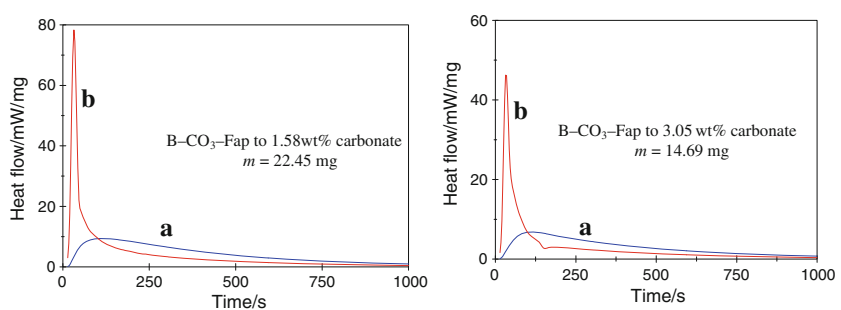 80
60
40
20
0
Heat flow/mW/mg
b
a
B–CO3–Fap to 1.58wt% carbonate
m = 22.45 mg
0 250 500 750 1000
Time/s
60
40
20
0
Heat flow/mW/mg
b
a
B–CO3–Fap to 3.05 wt% carbonate
m = 14.69 mg
0 250 500 750 1000
Time/s